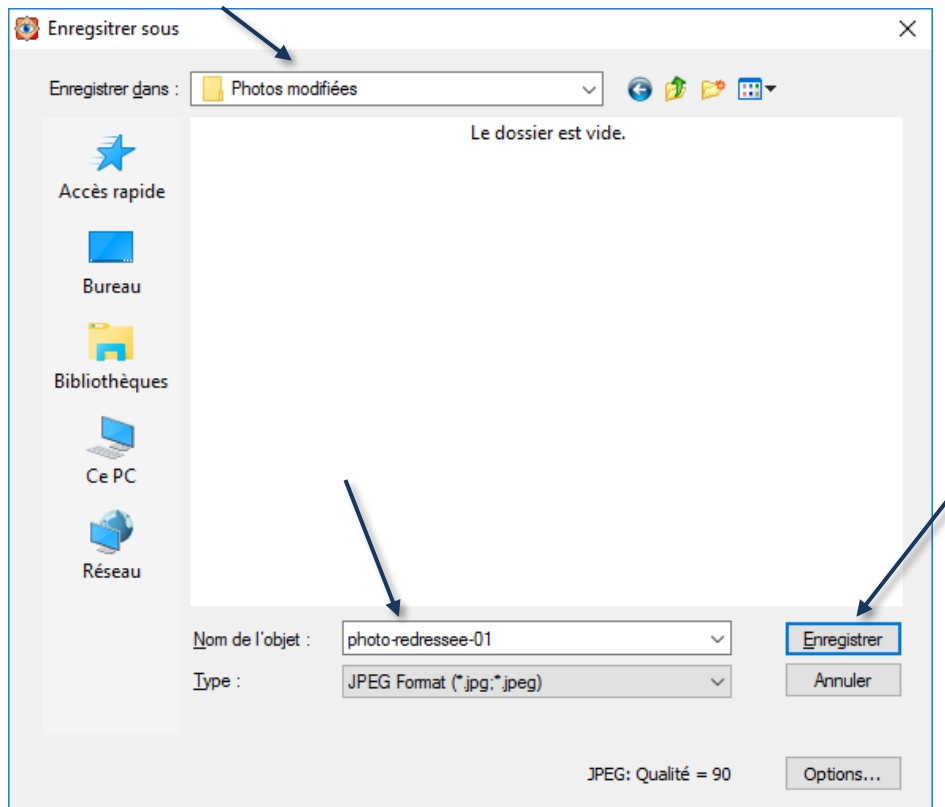 Enregsitrer sous
Enregistrer dans : Photos modifiées
Le dossier est vide.
Accès rapide
Bureau
Bibliothèques
Ce PC
Réseau
Nom de l'objet : photo-redressee-01 Enregistrer
Type : JPEG Format (*.jpg;*.jpeg) Annuler
JPEG: Qualité = 90 Options...